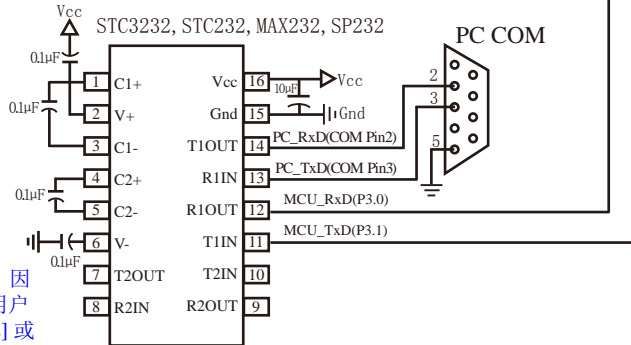 Vcc
STC3232, STC232, MAX232, SP232
PC COM
0.1μF
0.1μF
0.1μF
0.1μF
1 C1+
2 V+
3 C1-
4 C2+
5 C2-
6 V-
7 T2OUT
8 R2IN
Vcc 16
Gnd 15
T1OUT 14
R1IN 13
R1OUT 12
T1IN 11
T2IN 10
R2OUT 9
Vcc
10μF
Gnd
PC_RxD(COM Pin2)
PC_TxD(COM Pin3)
MCU_RxD(P3.0)
MCU_TxD(P3.1)
2
3
5
因
用户
] 或